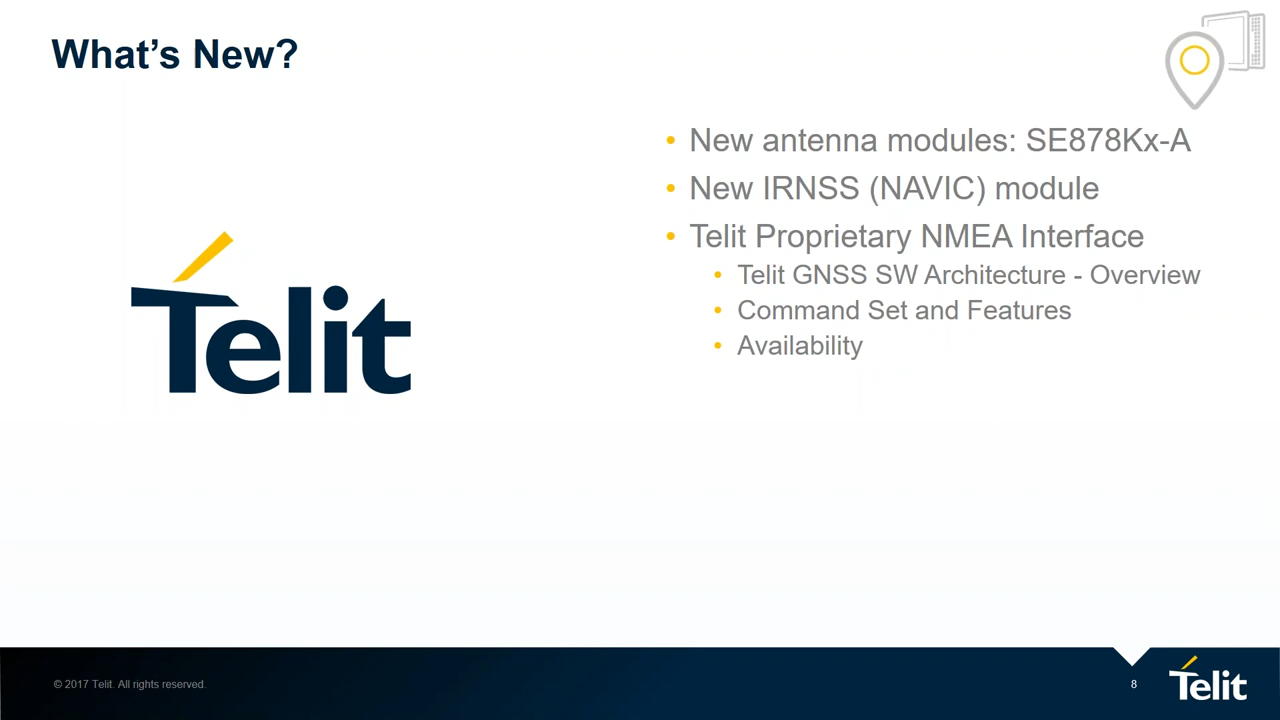 What's New?
• New antenna modules: SE878Kx-A
• New IRNSS (NAVIC) module
• Telit Proprietary NMEA Interface
• Telit GNSS SW Architecture - Overview
• Command Set and Features
• Availability
Telit
© 2017 Telit. All rights reserved.
8
Telit